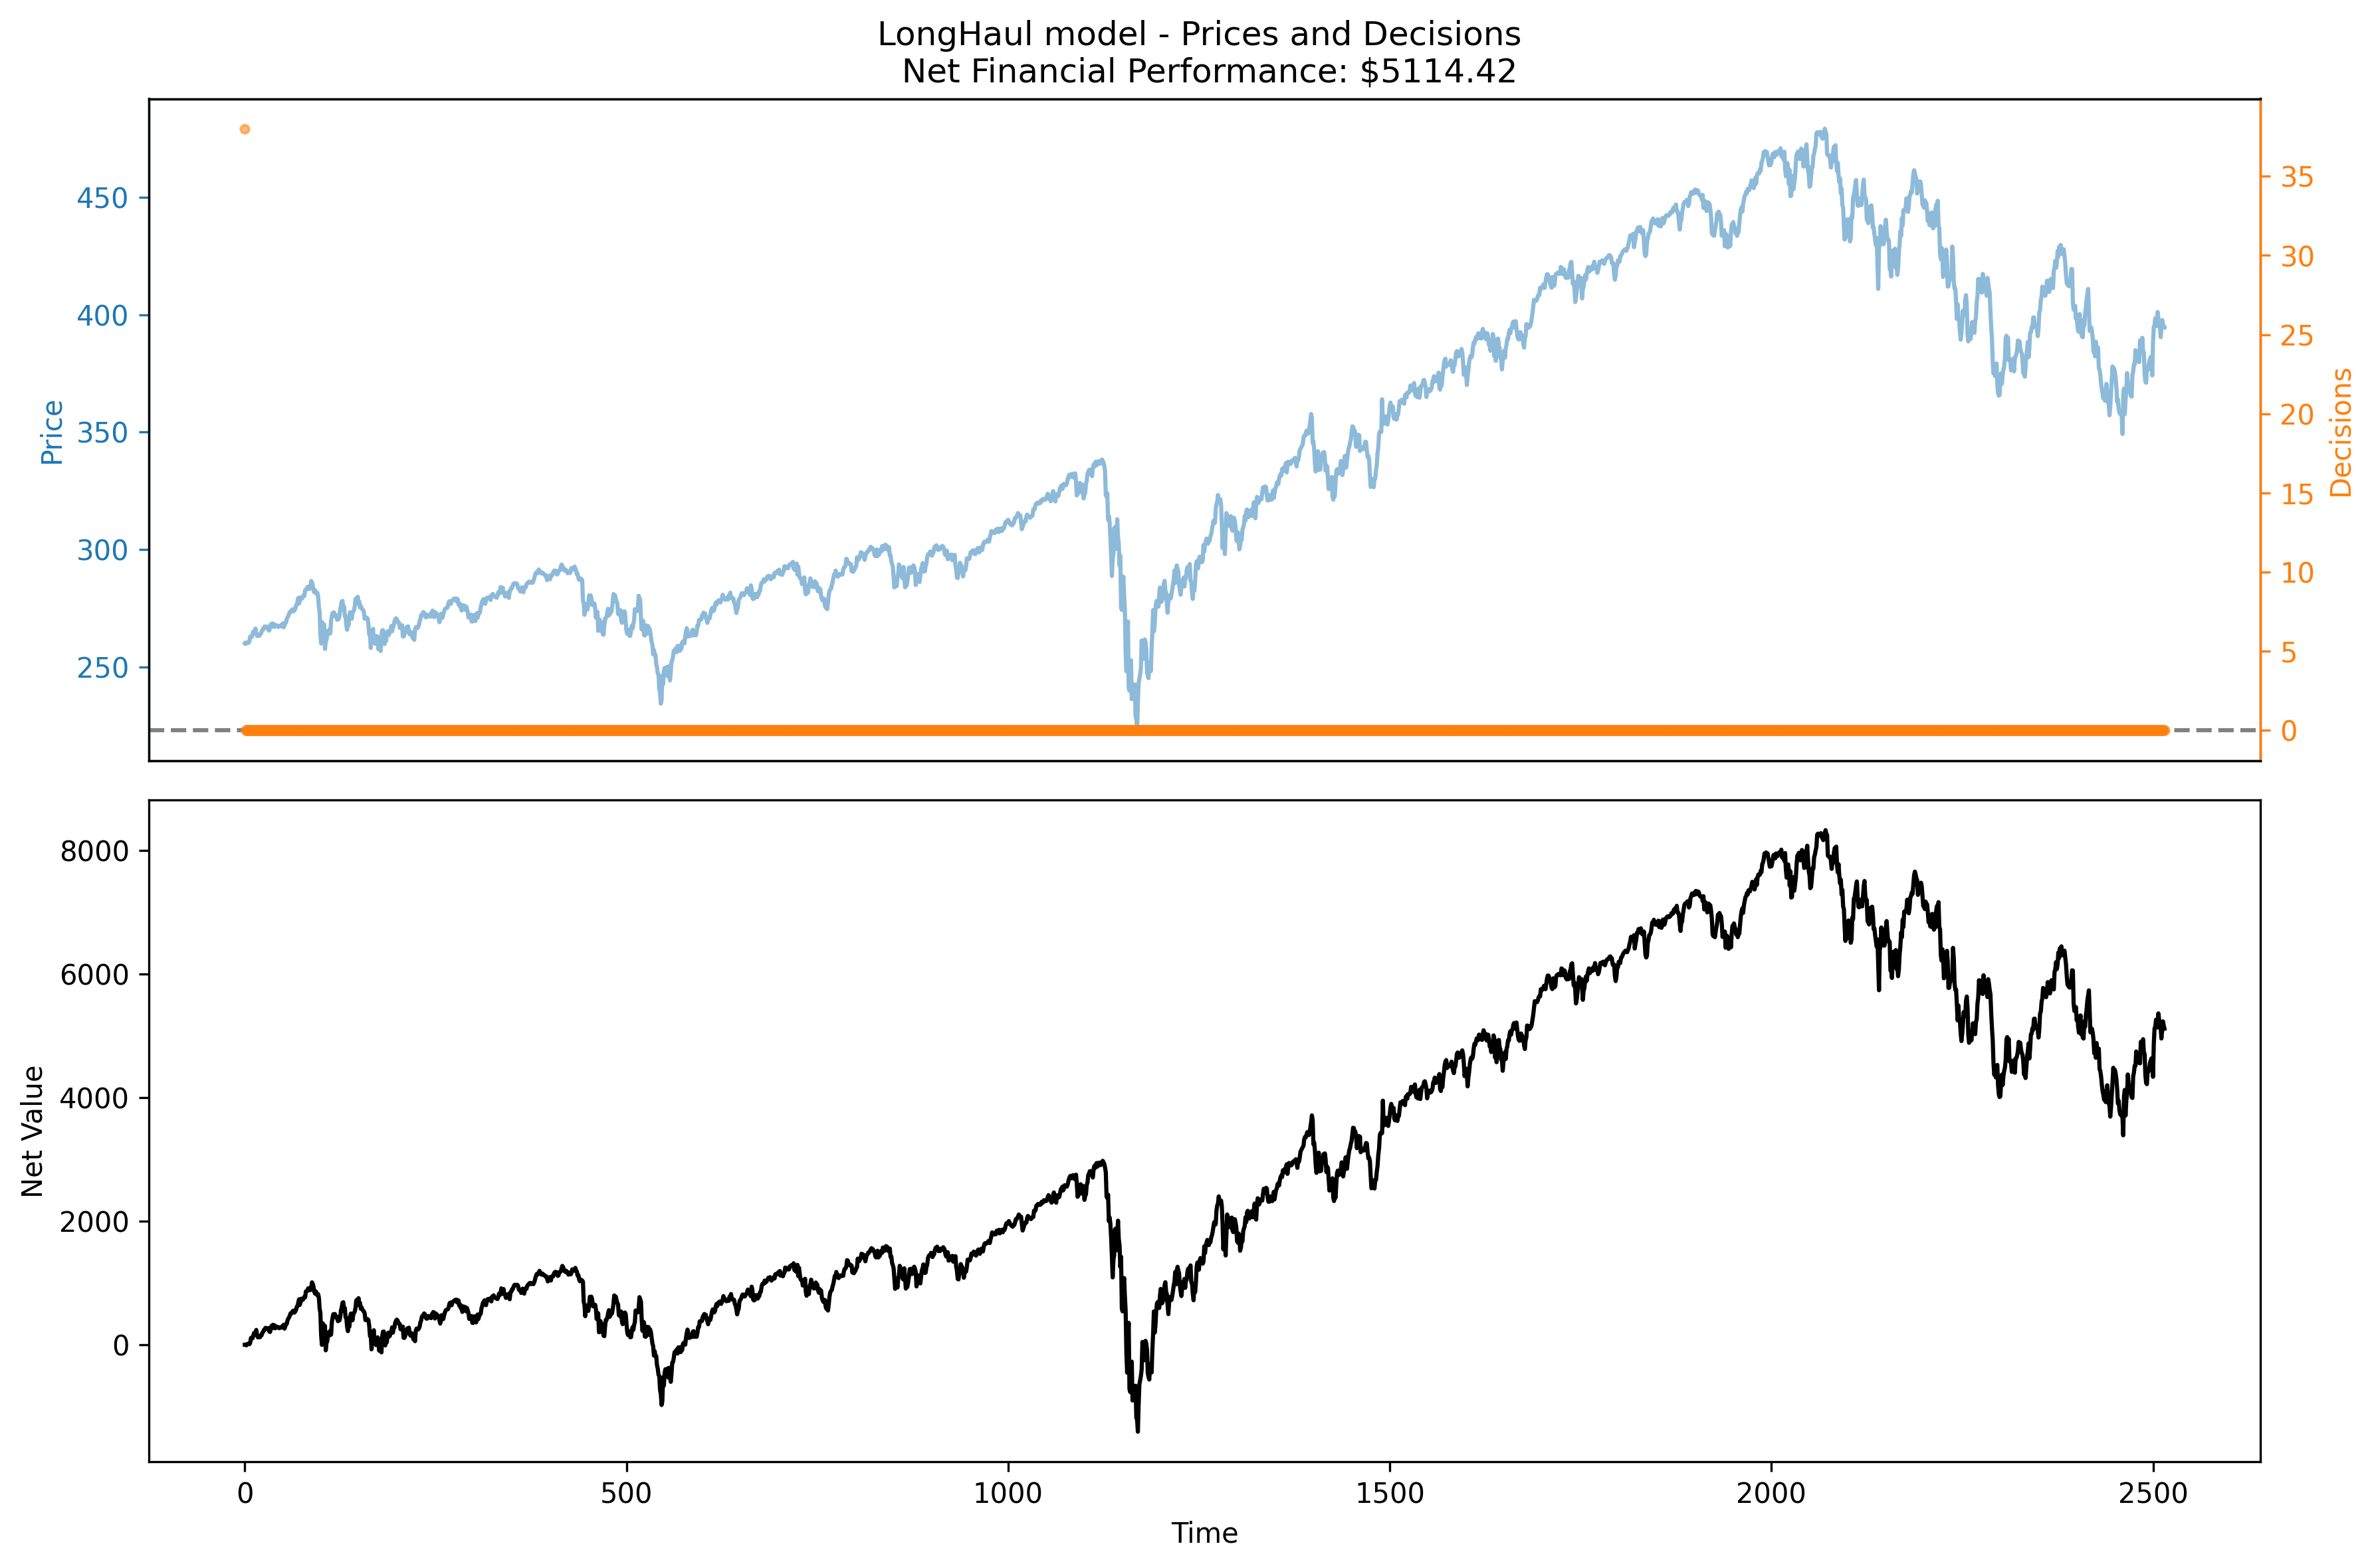 LongHaul model - Prices and Decisions
Net Financial Performance: $5114.42
Price
450
400
350
300
250
Decisions
35
30
25
20
15
10
5
0
Net Value
8000
6000
4000
2000
0
0 500 1000 1500 2000 2500
Time